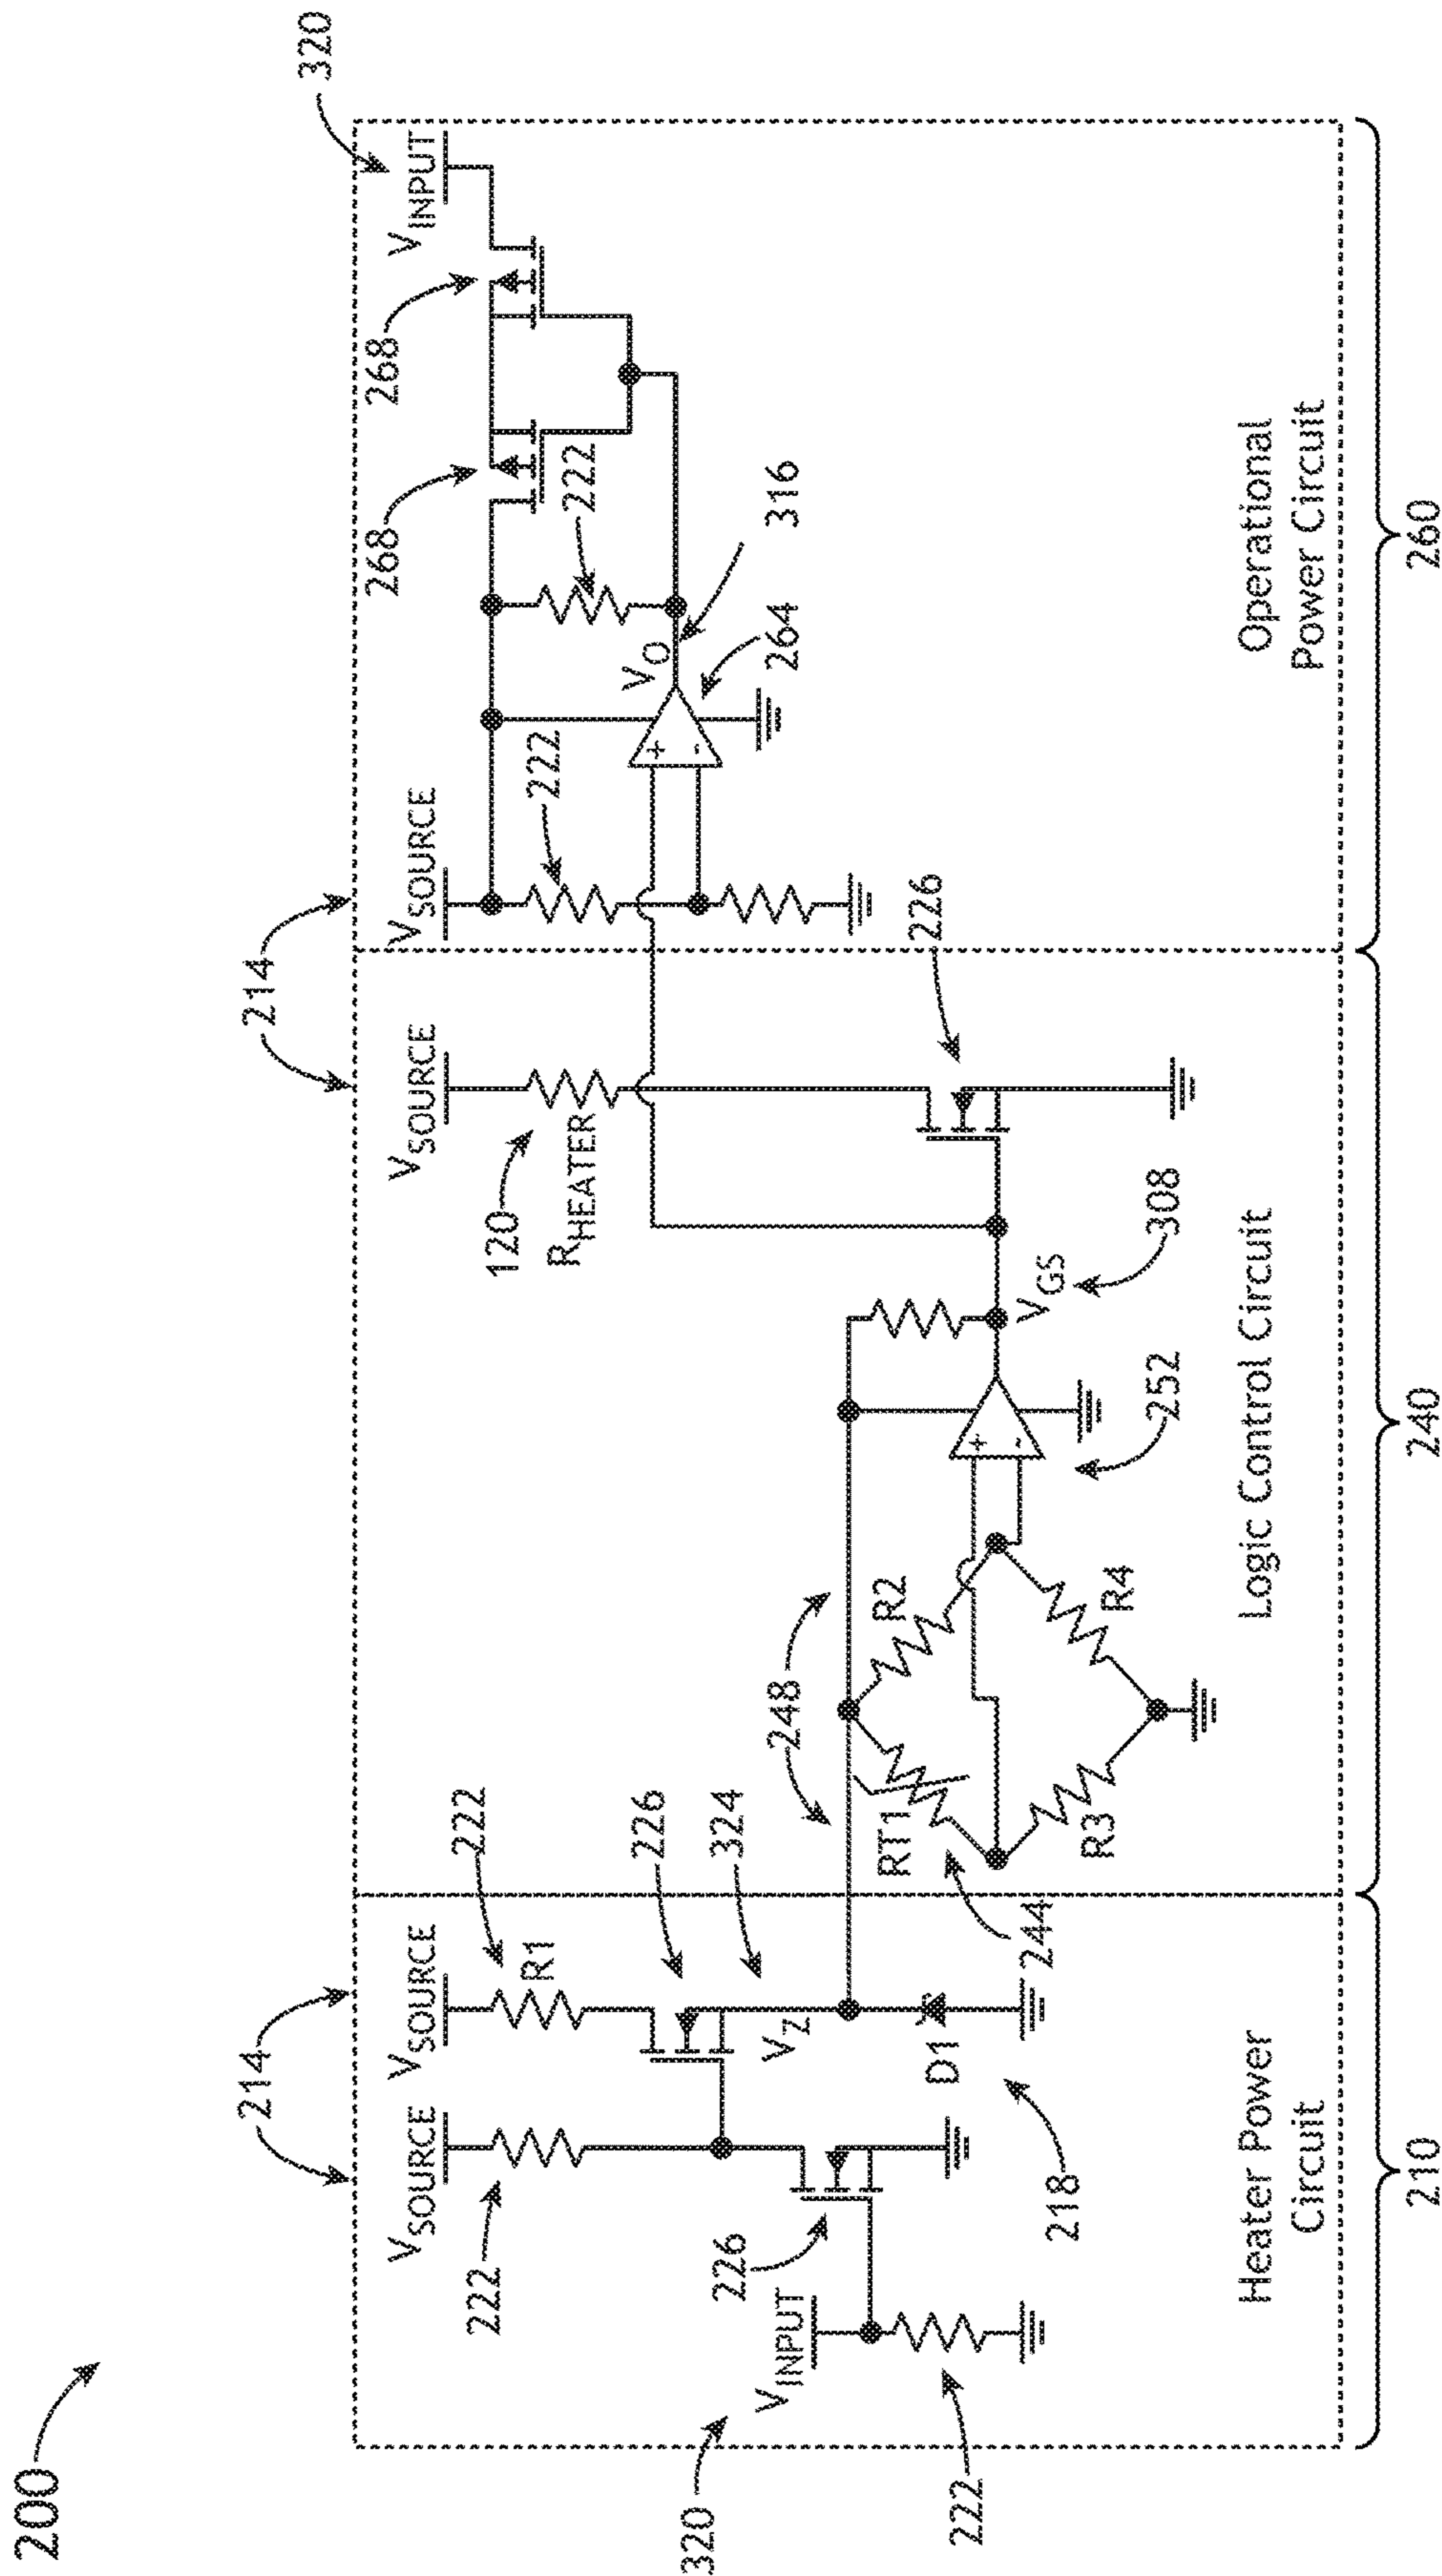 200
214
214
320
V_SOURCE
V_SOURCE
V_SOURCE
V_SOURCE
V_INPUT
222
222
R1
226
324
226
V_Z
V_INPUT
320
222
D1
218
244
248
RT1
R2
R3
R4
252
V_GS
308
120
R_HEATER
226
222
222
268
268
V_O
316
264
+
-
+
-
Heater Power
Circuit
Logic Control Circuit
Operational
Power Circuit
210
240
260